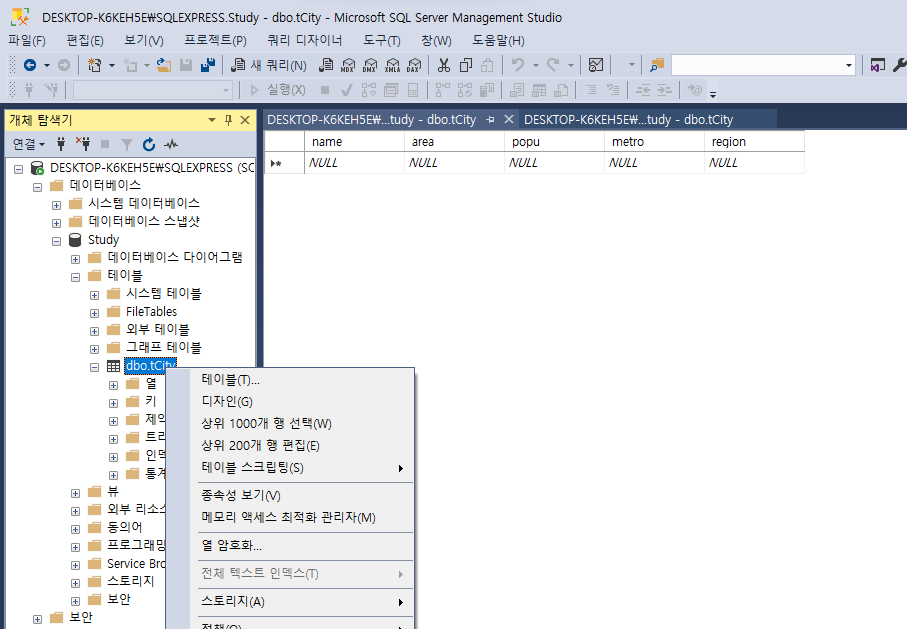 DESKTOP-K6KEH5E₩SQLEXPRESS.Study - dbo.tCity - Microsoft SQL Server Management Studio
파일(F) 편집(E) 보기(V) 프로젝트(P) 쿼리 디자이너 도구(T) 창(W) 도움말(H)
새 쿼리(N) MDX DMX XMLA DAX
실행(X)
개체 탐색기
DESKTOP-K6KEH5E₩...tudy - dbo.tCity
DESKTOP-K6KEH5E₩...tudy - dbo.tCity
연결
name area popu metro region
NULL NULL NULL NULL NULL
DESKTOP-K6KEH5E₩SQLEXPRESS (SQ
데이터베이스
시스템 데이터베이스
데이터베이스 스냅샷
Study
데이터베이스 다이어그램
테이블
시스템 테이블
FileTables
외부 테이블
그래프 테이블
dbo.tCity
열
키
제약
트리
인덱
통계
뷰
외부 리소스
동의어
프로그래밍
Service Bro
스토리지
보안
보안
테이블(T)...
디자인(G)
상위 1000개 행 선택(W)
상위 200개 행 편집(E)
테이블 스크립팅(S)
종속성 보기(V)
메모리 액세스 최적화 관리자(M)
열 암호화...
전체 텍스트 인덱스(T)
스토리지(A)
정책(O)